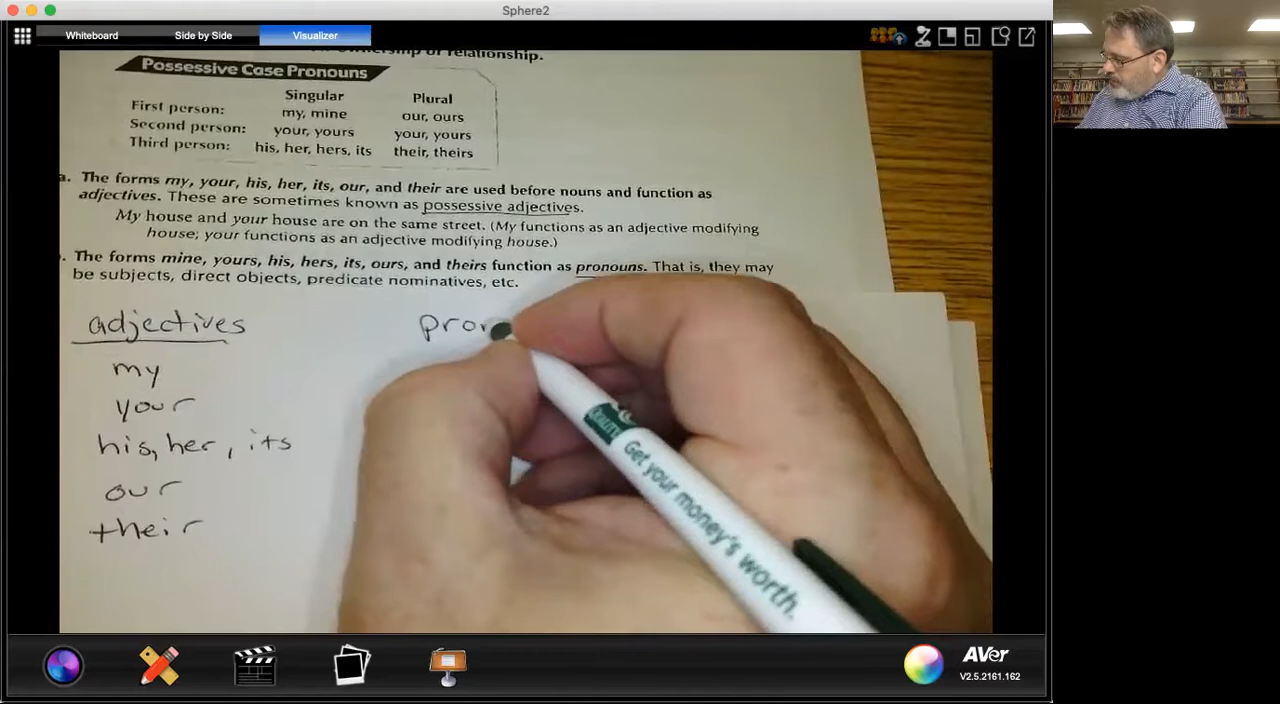 Sphere2
Whiteboard Side by Side Visualizer
relationship.
Possessive Case Pronouns
Singular Plural
First person: my, mine our, ours
Second person: your, yours your, yours
Third person: his, her, hers, its their, theirs
a. The forms my, your, his, her, its, our, and their are used before nouns and function as
adjectives. These are sometimes known as possessive adjectives.
My house and your house are on the same street. (My functions as an adjective modifying
house; your functions as an adjective modifying house.)
. The forms mine, yours, his, hers, its, ours, and theirs function as pronouns. That is, they may
be subjects, direct objects, predicate nominatives, etc.
adjectives
pro
my
your
his, her, its
our
their
Get your money's worth.
AVer
V2.5.2161.162